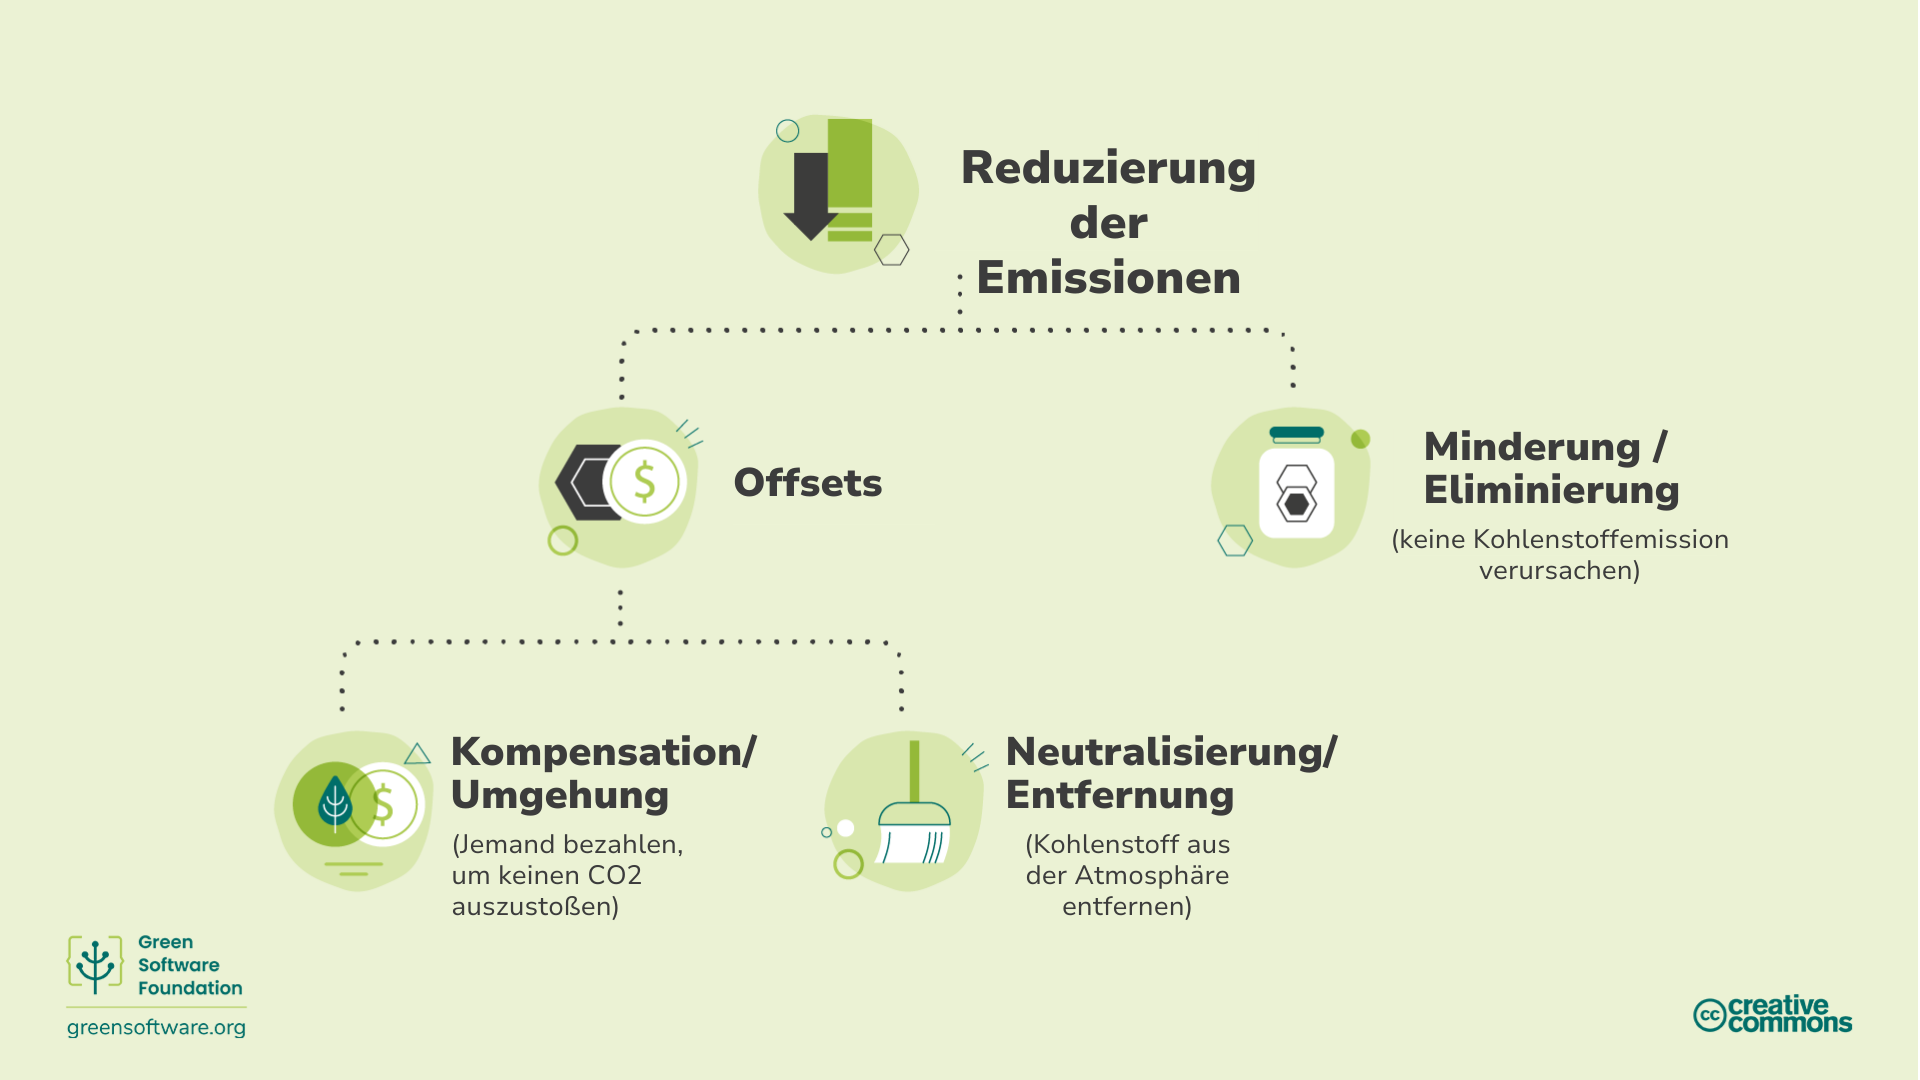 Reduzierung
der
Emissionen
$
Offsets
Minderung /
Eliminierung
(keine Kohlenstoffemission
verursachen)
$
Kompensation/
Umgehung
(Jemand bezahlen,
um keinen CO2
auszustoßen)
Neutralisierung/
Entfernung
(Kohlenstoff aus
der Atmosphäre
entfernen)
Green
Software
Foundation
greensoftware.org
cc
creative
commons